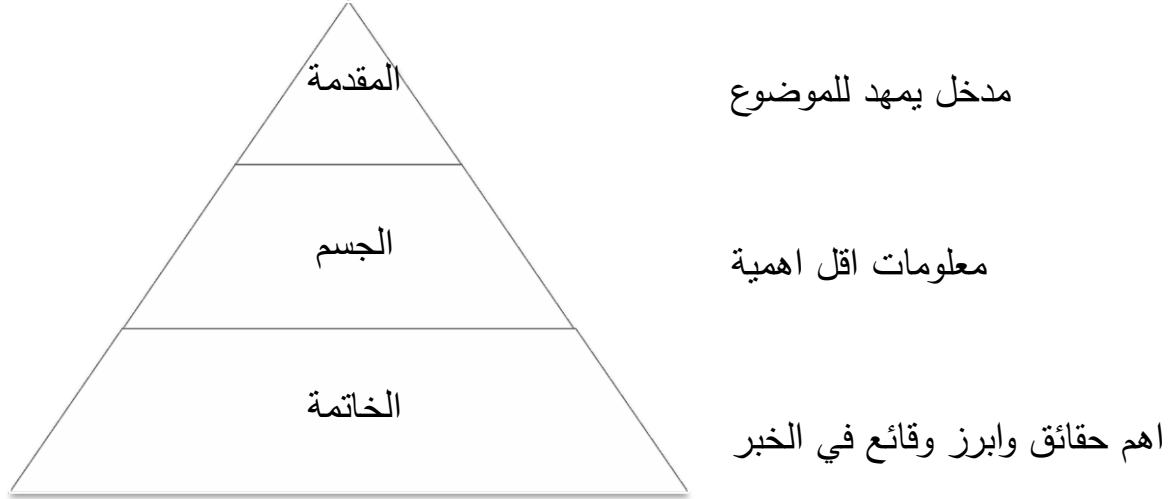 المقدمة
مدخل يمهد للموضوع
الجسم
معلومات اقل اهمية
الخاتمة
اهم حقائق وابرز وقائع في الخبر